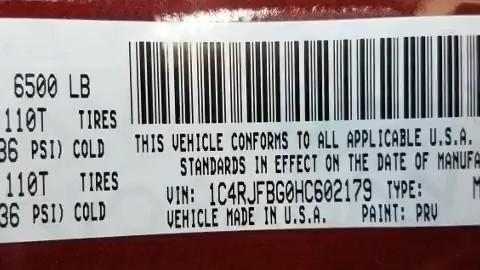 6500 LB
110T TIRES
36 PSI) COLD
110T TIRES
36 PSI) COLD
THIS VEHICLE CONFORMS TO ALL APPLICABLE U.S.A.
STANDARDS IN EFFECT ON THE DATE OF MANUFA
VIN: 1C4RJFBG0HC602179 TYPE: M
VEHICLE MADE IN U.S.A. PAINT: PRV